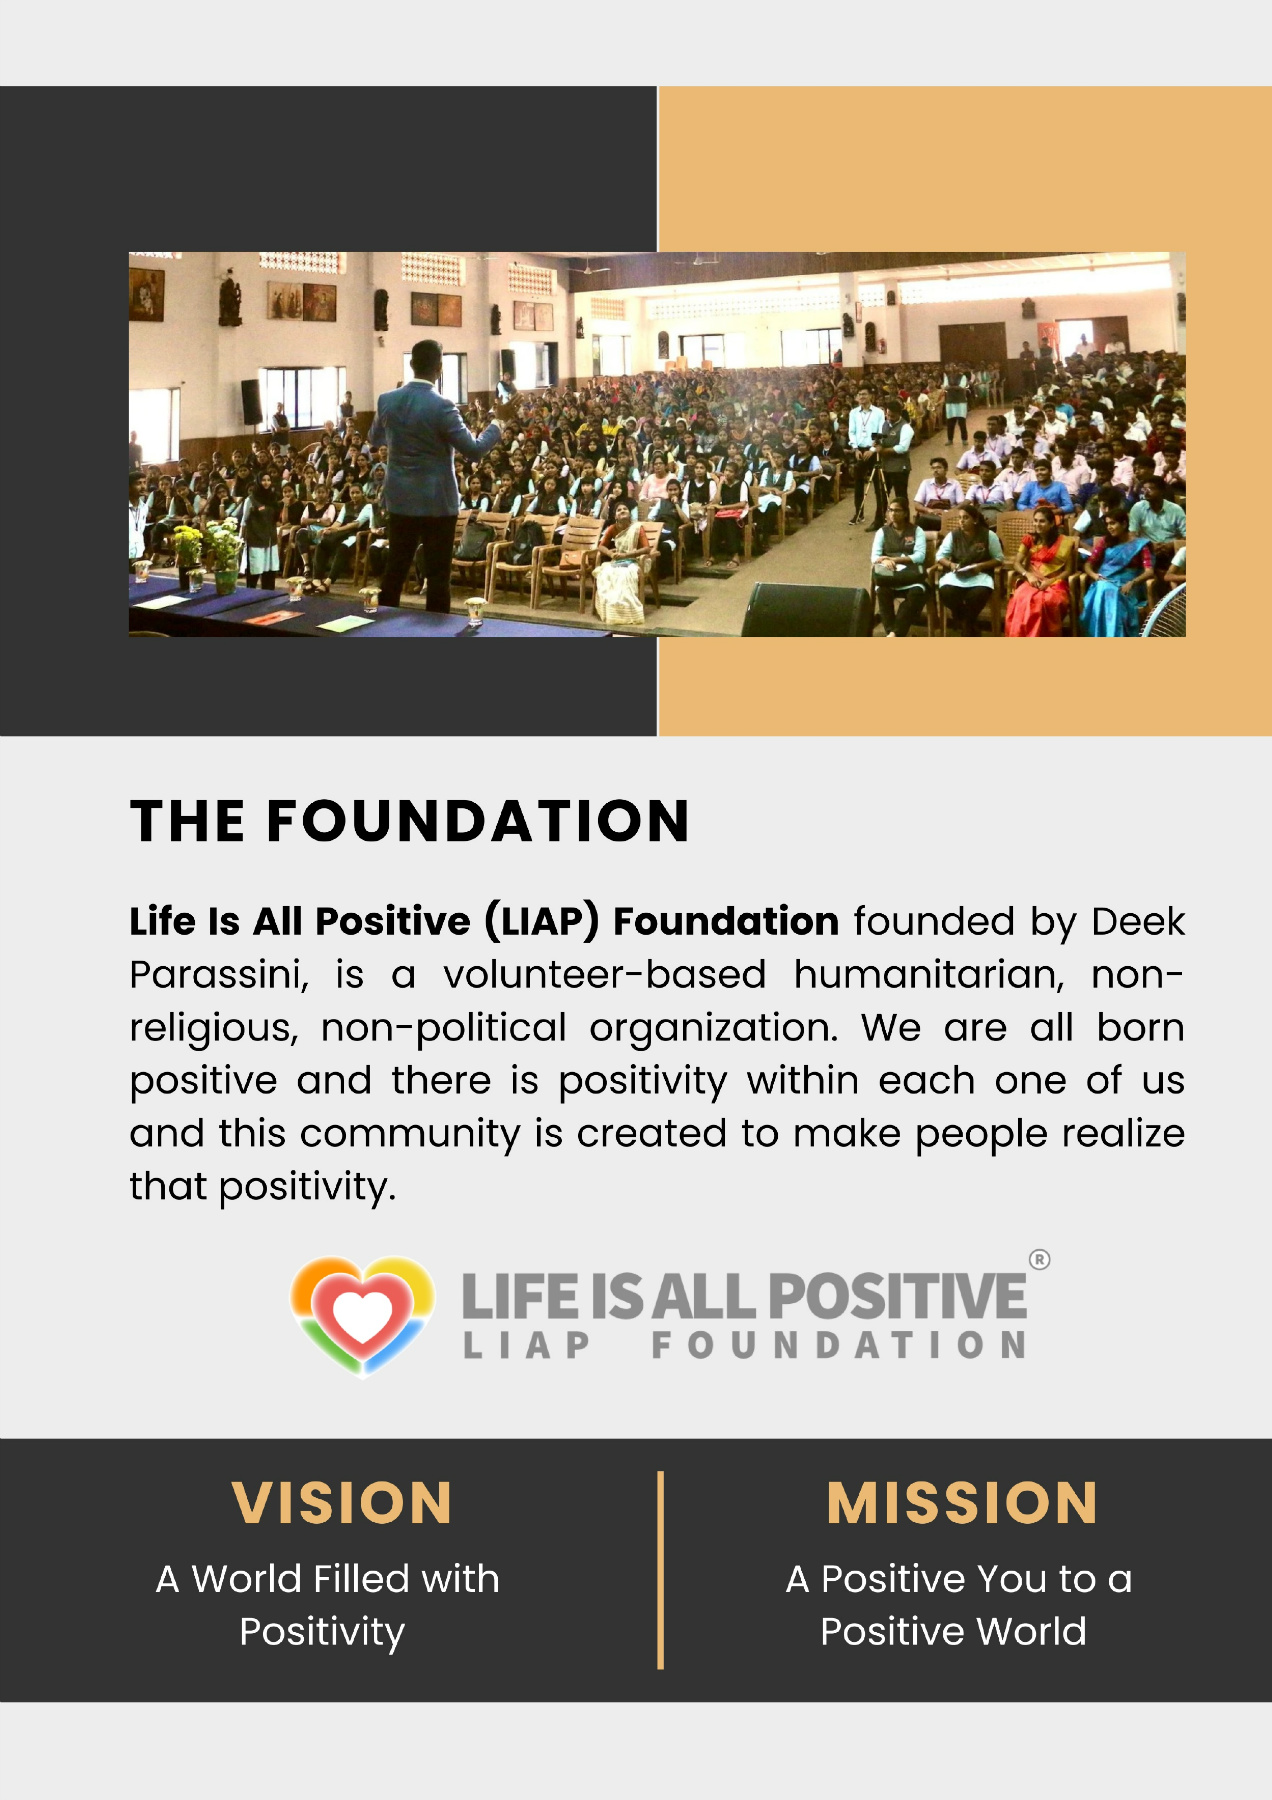 THE FOUNDATION
Life Is All Positive (LIAP) Foundation founded by Deek
Parassini, is a volunteer-based humanitarian, non-
religious, non-political organization. We are all born
positive and there is positivity within each one of us
and this community is created to make people realize
that positivity.
LIFE IS ALL POSITIVE®
LIAP FOUNDATION
VISION
A World Filled with
Positivity
MISSION
A Positive You to a
Positive World